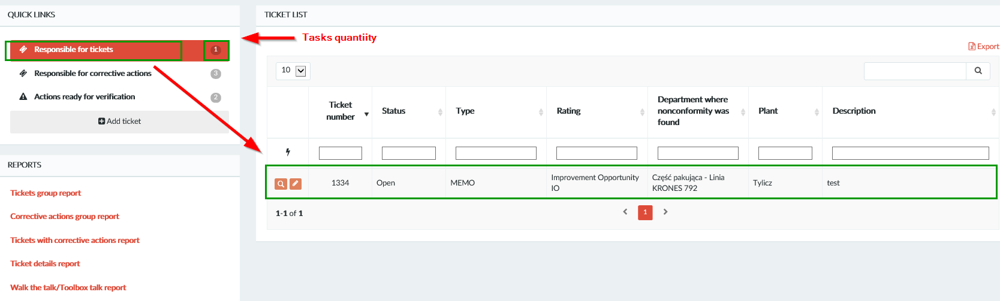 QUICK LINKS
Responsible for tickets 1
Responsible for corrective actions 3
Actions ready for verification 2
Add ticket
REPORTS
Tickets group report
Corrective actions group report
Tickets with corrective actions report
Ticket details report
Walk the talk/Toolbox talk report
Tasks quantiity
TICKET LIST
Export
10
Ticket
number
Status
Type
Rating
Department where
nonconformity was
found
Plant
Description
1334
Open
MEMO
Improvement Opportunity
IO
Część pakująca - Linia
KRONES 792
Tylicz
test
1-1 of 1
1